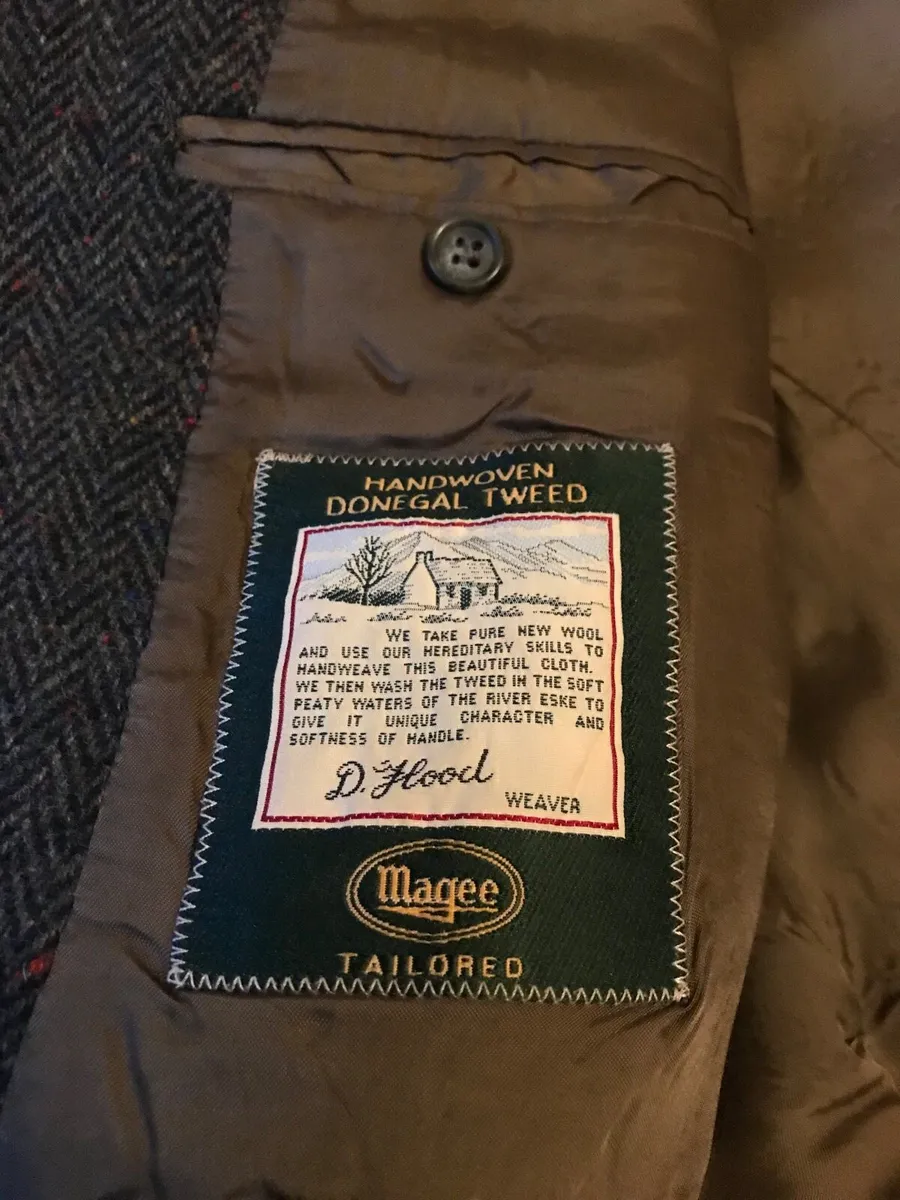 HANDWOVEN
DONEGAL TWEED
WE TAKE PURE NEW WOOL
AND USE OUR HEREDITARY SKILLS TO
HANDWEAVE THIS BEAUTIFUL CLOTH.
WE THEN WASH THE TWEED IN THE SOFT
PEATY WATERS OF THE RIVER ESKE TO
GIVE IT UNIQUE CHARACTER AND
SOFTNESS OF HANDLE.
D. Flood
WEAVER
Magee
TAILORED